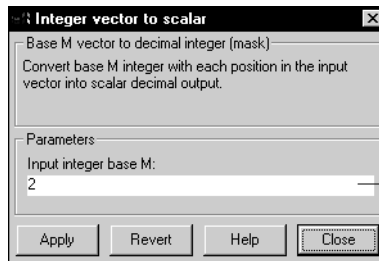 Integer vector to scalar
Base M vector to decimal integer (mask)
Convert base M integer with each position in the input
vector into scalar decimal output.
Parameters
Input integer base M:
2
Apply Revert Help Close